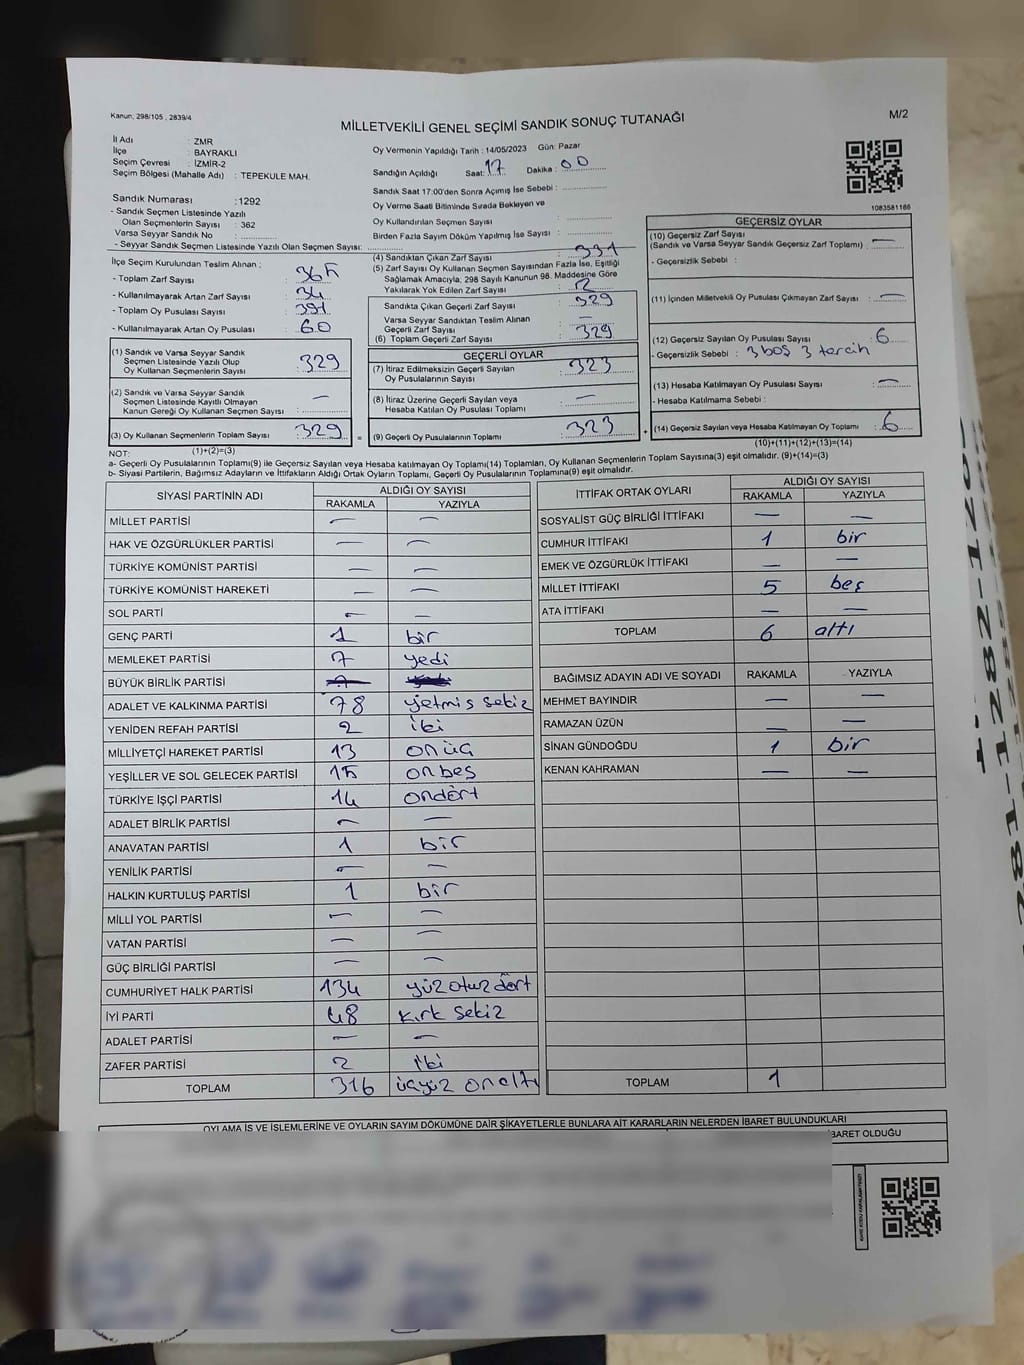 Kanun, 298/105 , 2839/4
MİLLETVEKİLİ GENEL SEÇİMİ SANDIK SONUÇ TUTANAĞI
M/2
İl Adı : ZMR
İlçe : BAYRAKLI
Seçim Çevresi : İZMİR-2
Seçim Bölgesi (Mahalle Adı) : TEPEKULE MAH.
Sandık Numarası :1292
- Sandık Seçmen Listesinde Yazılı
Olan Seçmenlerin Sayısı : 362
Varsa Seyyar Sandık No :
- Seyyar Sandık Seçmen Listesinde Yazılı Olan Seçmen Sayısı:
Oy Vermenin Yapıldığı Tarih : 14/05/2023 Gün: Pazar
Sandığın Açıldığı Saat: 17 Dakika : 00
Sandık Saat 17:00'den Sonra Açımış İse Sebebi :
Oy Verme Saati Bitiminde Sırada Bekleyen ve
Oy Kullandırılan Seçmen Sayısı :
Birden Fazla Sayım Döküm Yapılmış İse Sayısı :
1083581166
İlçe Seçim Kurulundan Teslim Alınan ;
- Toplam Zarf Sayısı : 365
- Kullanılmayarak Artan Zarf Sayısı : 34
- Toplam Oy Pusulası Sayısı : 391
- Kullanılmayarak Artan Oy Pusulası : 60
(4) Sandıktan Çıkan Zarf Sayısı : 331
(5) Zarf Sayısı Oy Kullanan Seçmen Sayısından Fazla İse, Eşitliği
Sağlamak Amacıyla, 298 Sayılı Kanunun 98. Maddesine Göre
Yakılarak Yok Edilen Zarf Sayısı : 2
Sandıkta Çıkan Geçerli Zarf Sayısı : 329
Varsa Seyyar Sandıktan Teslim Alınan
Geçerli Zarf Sayısı : —
(6) Toplam Geçerli Zarf Sayısı : 329
GEÇERSİZ OYLAR
(10) Geçersiz Zarf Sayısı
(Sandık ve Varsa Seyyar Sandık Geçersiz Zarf Toplamı) : —
- Geçersizlik Sebebi :
(11) İçinden Milletvekili Oy Pusulası Çıkmayan Zarf Sayısı : —
(12) Geçersiz Sayılan Oy Pusulası Sayısı : 6
- Geçersizlik Sebebi : 3 boş 3 tercih
(13) Hesaba Katılmayan Oy Pusulası Sayısı : —
- Hesaba Katılmama Sebebi :
(14) Geçersiz Sayılan veya Hesaba Katılmayan Oy Toplamı : 6
(10)+(11)+(12)+(13)=(14)
(1) Sandık ve Varsa Seyyar Sandık
Seçmen Listesinde Yazılı Olup
Oy Kullanan Seçmenlerin Sayısı : 329
(2) Sandık ve Varsa Seyyar Sandık
Seçmen Listesinde Kayıtlı Olmayan
Kanun Gereği Oy Kullanan Seçmen Sayısı : —
(3) Oy Kullanan Seçmenlerin Toplam Sayısı : 329 =
(1)+(2)=(3)
GEÇERLİ OYLAR
(7) İtiraz Edilmeksizin Geçerli Sayılan
Oy Pusulalarının Sayısı : 323
(8) İtiraz Üzerine Geçerli Sayılan veya
Hesaba Katılan Oy Pusulası Toplamı : —
(9) Geçerli Oy Pusulalarının Toplamı : 323 +
NOT:
a- Geçerli Oy Pusulalarının Toplamı(9) ile Geçersiz Sayılan veya Hesaba katılmayan Oy Toplamı(14) Toplamları, Oy Kullanan Seçmenlerin Toplam Sayısına(3) eşit olmalıdır. (9)+(14)=(3)
b- Siyasi Partilerin, Bağımsız Adayların ve İttifakların Aldığı Ortak Oyların Toplamı, Geçerli Oy Pusulalarının Toplamına(9) eşit olmalıdır.
SİYASİ PARTİNİN ADI ALDIĞI OY SAYISI
RAKAMLA YAZIYLA
MİLLET PARTİSİ — —
HAK VE ÖZGÜRLÜKLER PARTİSİ — —
TÜRKİYE KOMÜNİST PARTİSİ — —
TÜRKİYE KOMÜNİST HAREKETİ — —
SOL PARTİ — —
GENÇ PARTİ 1 bir
MEMLEKET PARTİSİ 7 yedi
BÜYÜK BİRLİK PARTİSİ
ADALET VE KALKINMA PARTİSİ 78 yetmiş sekiz
YENİDEN REFAH PARTİSİ 2 iki
MİLLİYETÇİ HAREKET PARTİSİ 13 onüç
YEŞİLLER VE SOL GELECEK PARTİSİ 15 onbeş
TÜRKİYE İŞÇİ PARTİSİ 14 ondört
ADALET BİRLİK PARTİSİ — —
ANAVATAN PARTİSİ 1 bir
YENİLİK PARTİSİ — —
HALKIN KURTULUŞ PARTİSİ 1 bir
MİLLİ YOL PARTİSİ — —
VATAN PARTİSİ — —
GÜÇ BİRLİĞİ PARTİSİ — —
CUMHURİYET HALK PARTİSİ 134 yüz otuz dört
İYİ PARTİ 48 kırk sekiz
ADALET PARTİSİ — —
ZAFER PARTİSİ 2 iki
TOPLAM 316 üçyüz onaltı
İTTİFAK ORTAK OYLARI ALDIĞI OY SAYISI
RAKAMLA YAZIYLA
SOSYALİST GÜÇ BİRLİĞİ İTTİFAKI — —
CUMHUR İTTİFAKI 1 bir
EMEK VE ÖZGÜRLÜK İTTİFAKI — —
MİLLET İTTİFAKI 5 beş
ATA İTTİFAKI — —
TOPLAM 6 altı
BAĞIMSIZ ADAYIN ADI VE SOYADI RAKAMLA YAZIYLA
MEHMET BAYINDIR — —
RAMAZAN ÜZÜN — —
SİNAN GÜNDOĞDU 1 bir
KENAN KAHRAMAN — —
TOPLAM 1
OYLAMA İŞ VE İŞLEMLERİNE VE OYLARIN SAYIM DÖKÜMÜNE DAİR ŞİKAYETLERLE BUNLARA AİT KARARLARIN NELERDEN İBARET BULUNDUKLARI
İBARET OLDUĞU